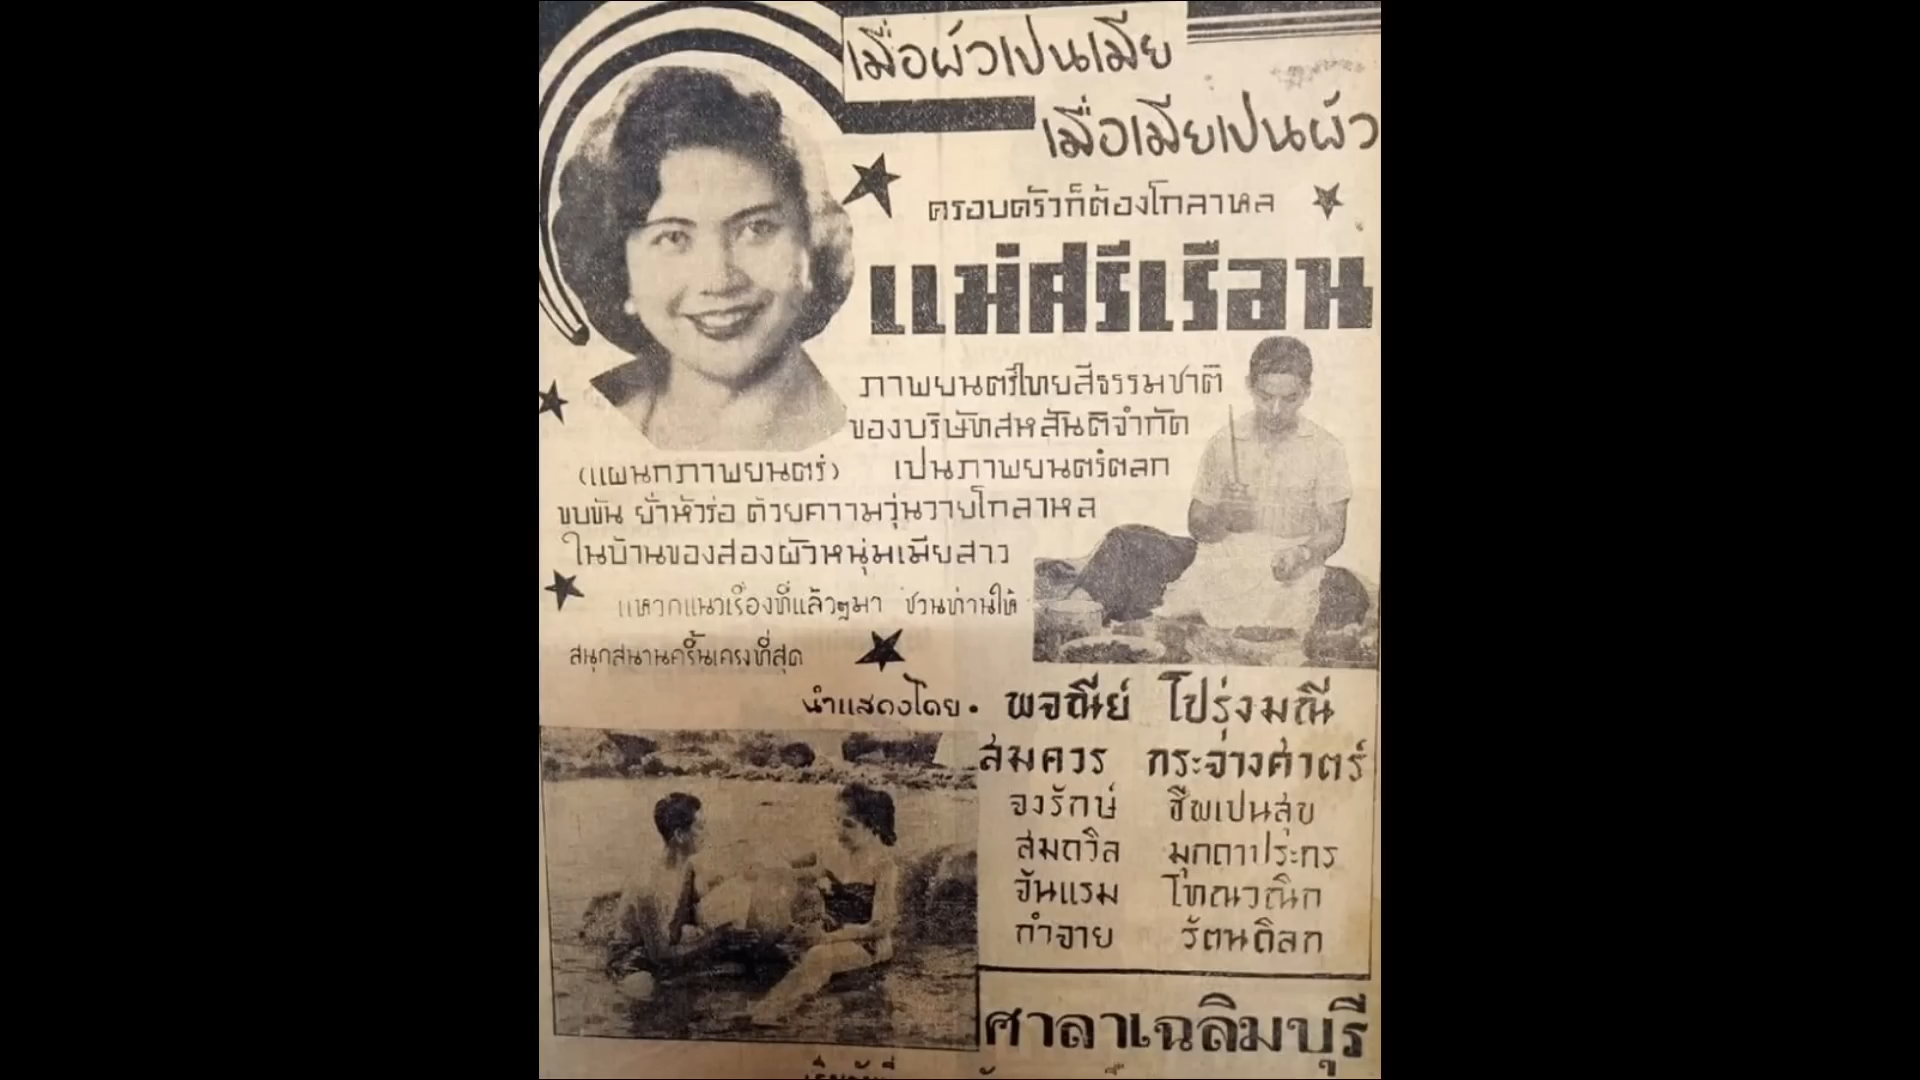 เมื่อผัวเปนเมีย
เมื่อเมียเปนผัว
ครอบครัวก็ต้องโกลาหล
แม่ศรีเรือน
ภาพยนตร์ไทยสีธรรมชาติ
ของบริษัทสหสันติจำกัด
(แผนกภาพยนตร์) เปนภาพยนตร์ตลก
ขบขัน ยั่วหัวร่อ ด้วยความวุ่นวายโกลาหล
ในบ้านของสองผัวหนุ่มเมียสาว
แหวกแนวเรื่องที่แล้วๆมา ชวนท่านให้
สนุกสนานครื้นเครงที่สุด
นำแสดงโดย. พจณีย์ โปร่งมณี
สมควร กระจ่างศาตร์
จงรักษ์ ชีพเปนสุข
สมถวิล มุกดาประกร
จันแรม โทณวณิก
กำจาย รัตนดิลก
ศาลาเฉลิมบุรี